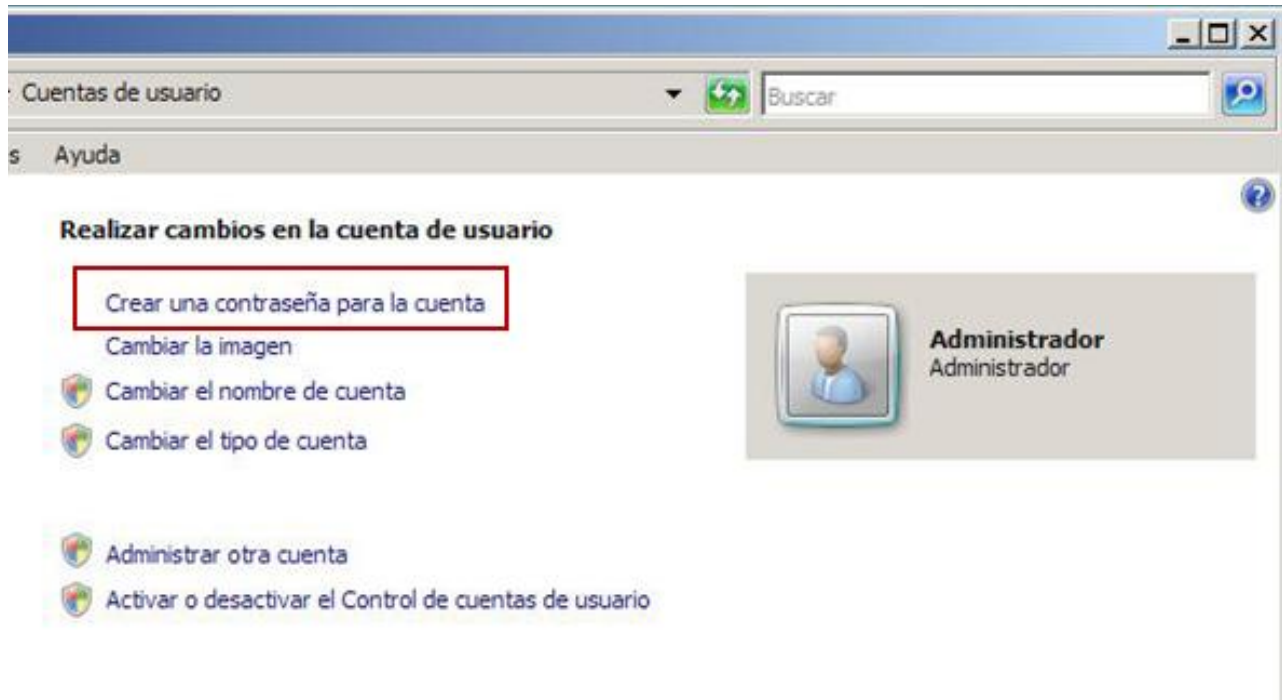 Cuentas de usuario
Buscar
s Ayuda
Realizar cambios en la cuenta de usuario
Crear una contraseña para la cuenta
Cambiar la imagen
Cambiar el nombre de cuenta
Cambiar el tipo de cuenta
Administrador
Administrador
Administrar otra cuenta
Activar o desactivar el Control de cuentas de usuario